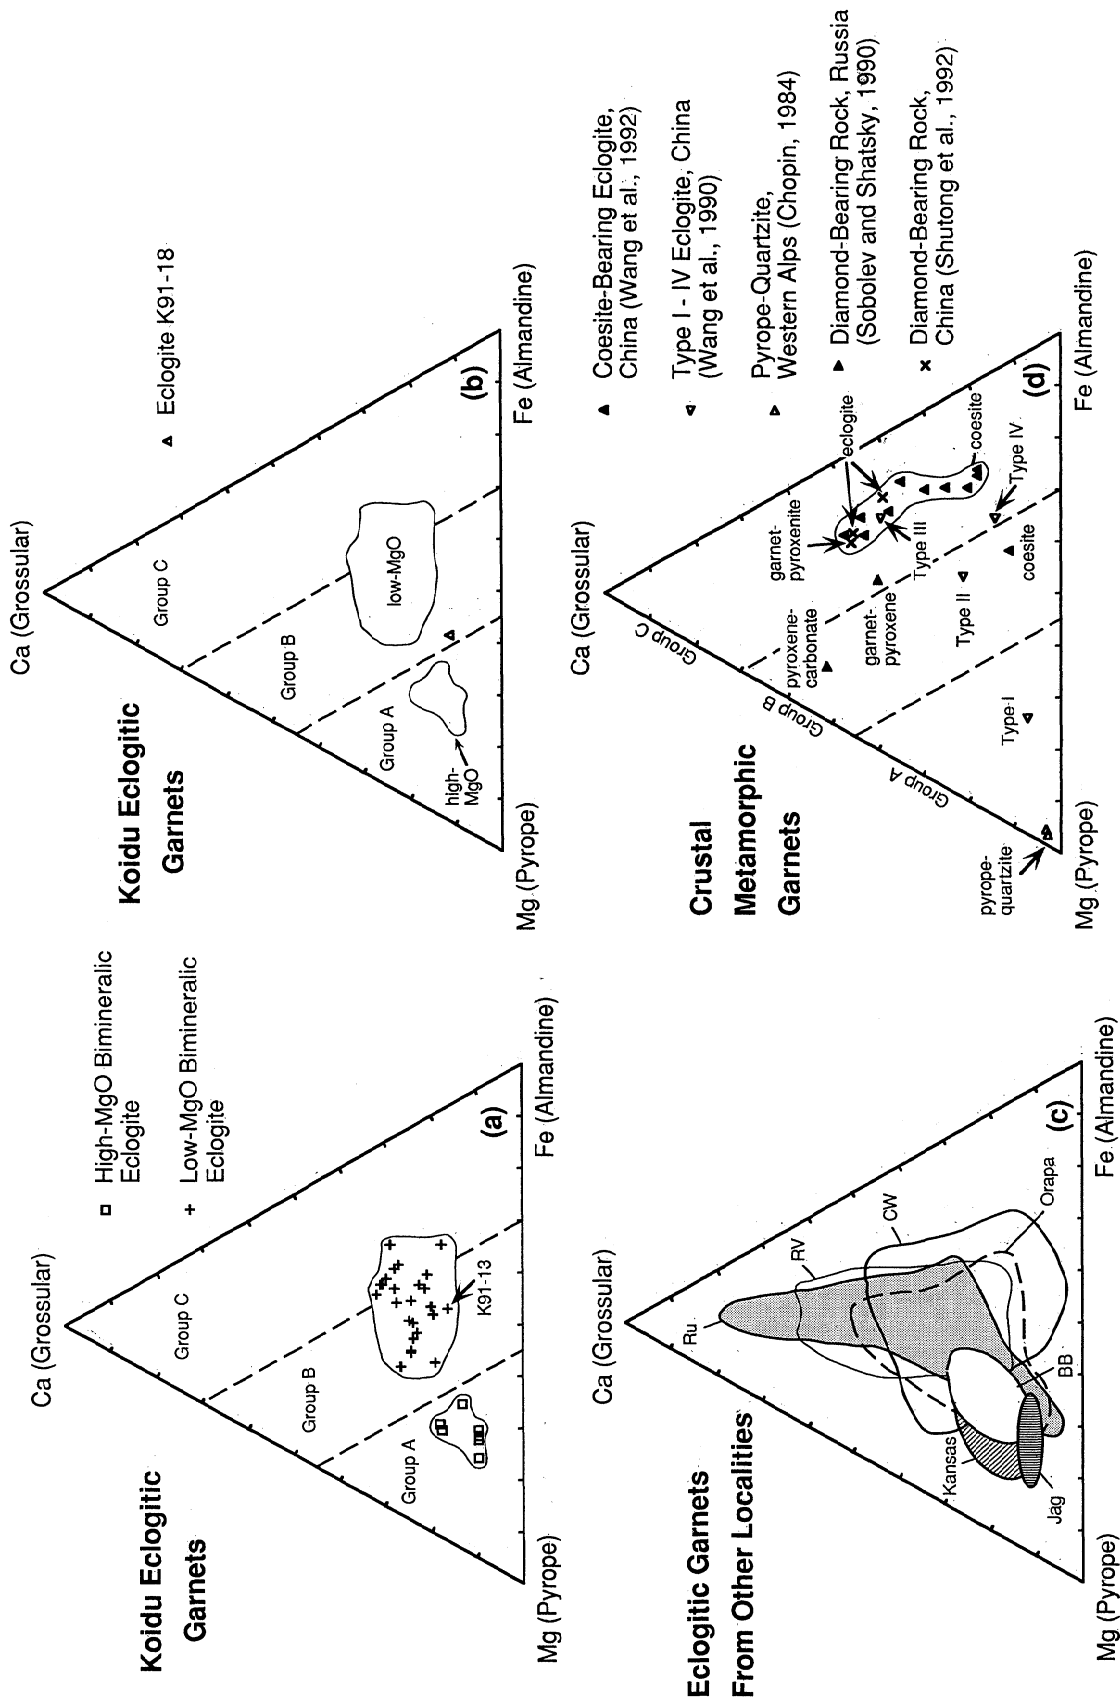 Koidu Eclogitic
Garnets
Ca (Grossular)
□ High-MgO Bimineralic
Eclogite
+ Low-MgO Bimineralic
Eclogite
Group C
Group B
Group A
K91-13
(a)
Mg (Pyrope)
Fe (Almandine)
Koidu Eclogitic
Garnets
Ca (Grossular)
Eclogite K91-18
Group C
Group B
Group A
low-MgO
high-
MgO
(b)
Mg (Pyrope)
Fe (Almandine)
Eclogitic Garnets
From Other Localities
Ca (Grossular)
Ru
RV
CW
Kansas
Orapa
BB
Jag
(c)
Mg (Pyrope)
Fe (Almandine)
Crustal
Metamorphic
Garnets
Ca (Grossular)
Coesite-Bearing Eclogite,
China (Wang et al., 1992)
Type I - IV Eclogite, China
(Wang et al., 1990)
Pyrope-Quartzite,
Western Alps (Chopin, 1984)
Diamond-Bearing Rock, Russia
(Sobolev and Shatsky, 1990)
× Diamond-Bearing Rock,
China (Shutong et al., 1992)
Group C
Group B
Group A
garnet-
pyroxenite
eclogite
pyroxene-
carbonate
garnet-
pyroxene
Type III
coesite
Type II
Type IV
coesite
Type I
pyrope-
quartzite
(d)
Mg (Pyrope)
Fe (Almandine)